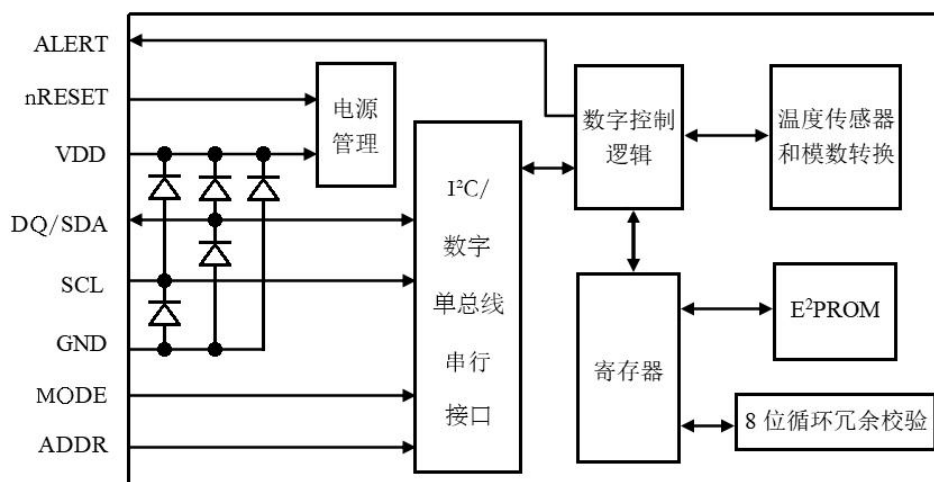 ALERT
nRESET
VDD
DQ/SDA
SCL
GND
MODE
ADDR
电源
管理
I²C/
数字
单总线
串行
接口
数字控制
逻辑
温度传感器
和模数转换
寄存器
E²PROM
8 位循环冗余校验